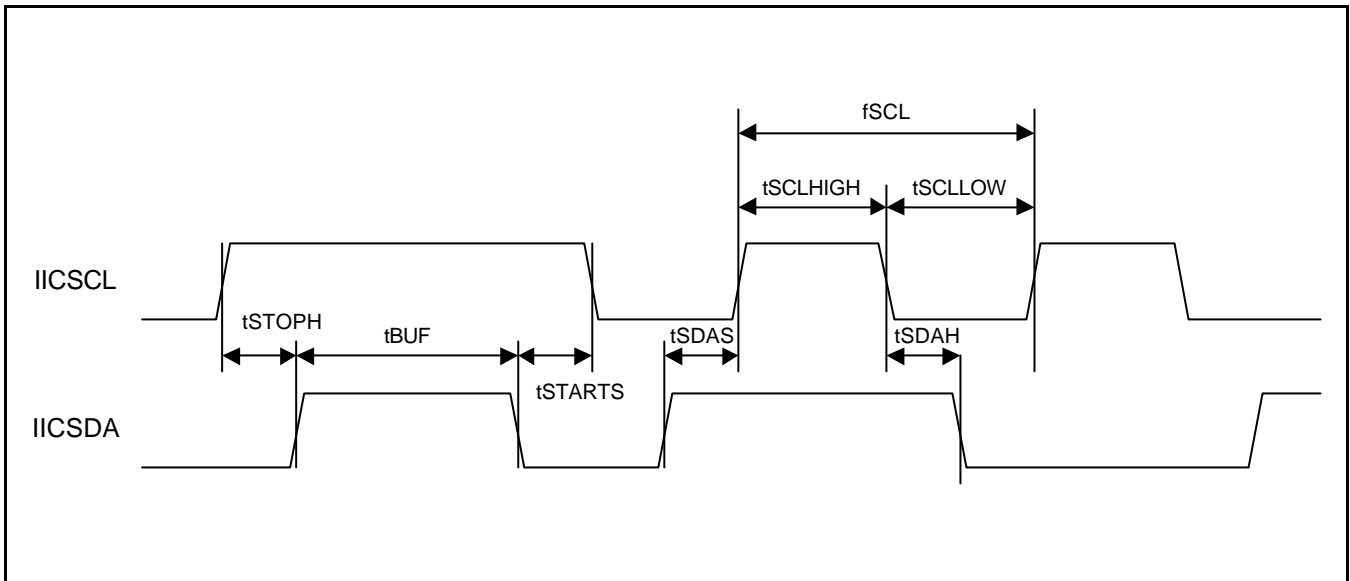 fSCL
tSCLHIGH
tSCLLOW
IICSCL
tSTOPH
tBUF
tSDAS
tSDAH
tSTARTS
IICSDA